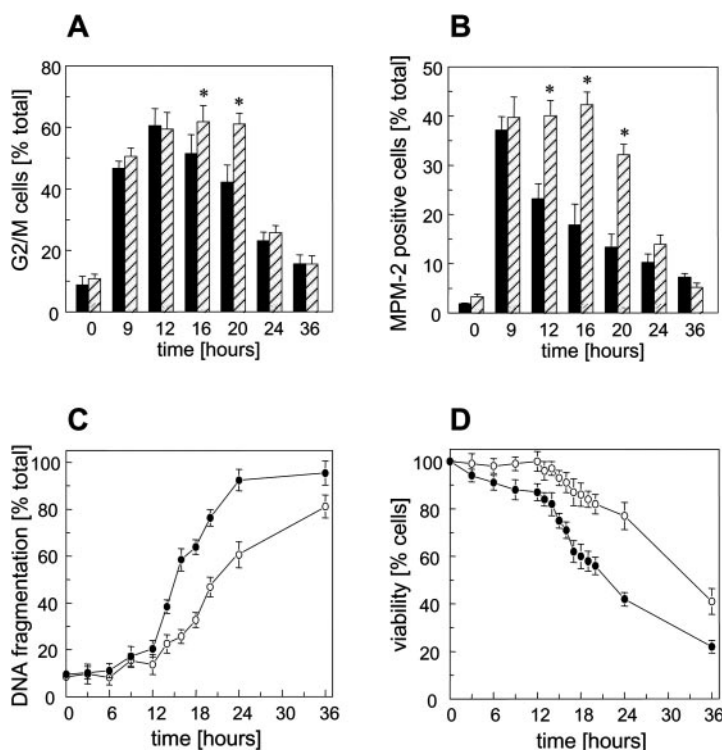 A
80
60
40
20
0
G2/M cells [% total]
* *
0 9 12 16 20 24 36
time [hours]
B
50
40
30
20
10
0
MPM-2 positive cells [% total]
* * *
0 9 12 16 20 24 36
time [hours]
C
100
80
60
40
20
0
DNA fragmentation [% total]
0 6 12 18 24 30 36
time [hours]
D
100
80
60
40
20
0
viability [% cells]
0 6 12 18 24 30 36
time [hours]